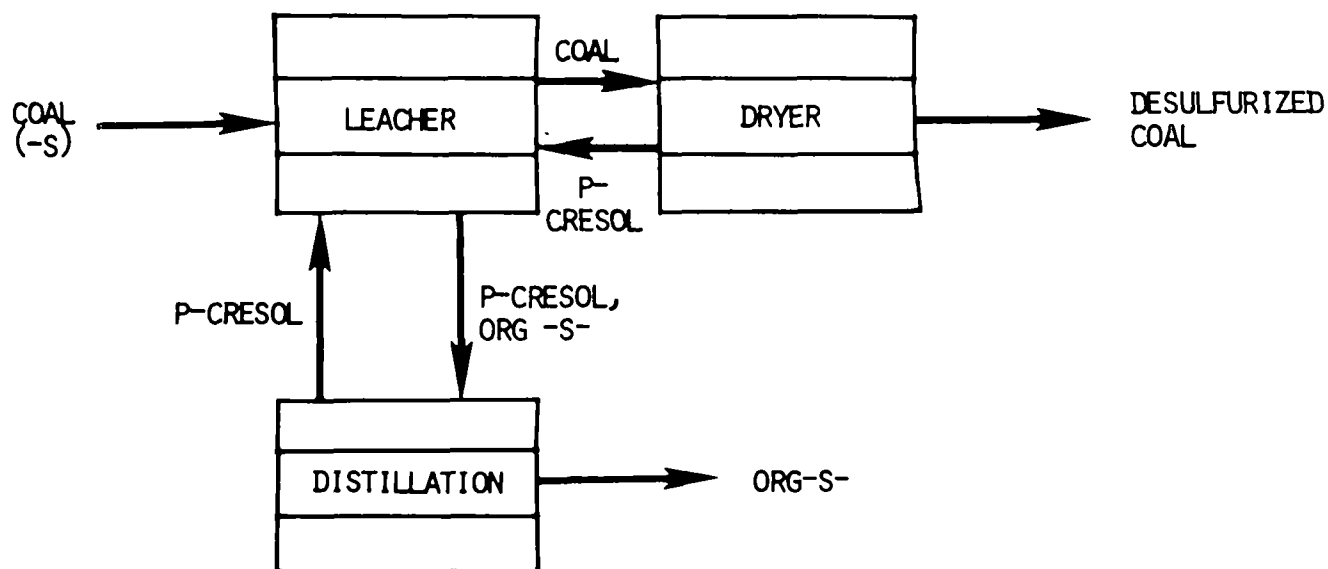 COAL
(-S)
LEACHER
COAL
P-
CRESOL
DRYER
DESULFURIZED
COAL
P-CRESOL
P-CRESOL,
ORG -S-
DISTILLATION
ORG-S-